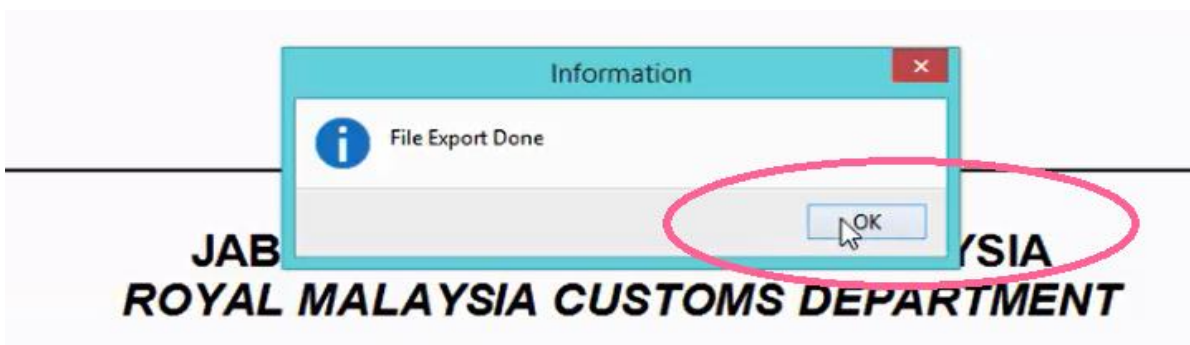 Information
File Export Done
OK
JAB YSIA
ROYAL MALAYSIA CUSTOMS DEPARTMENT